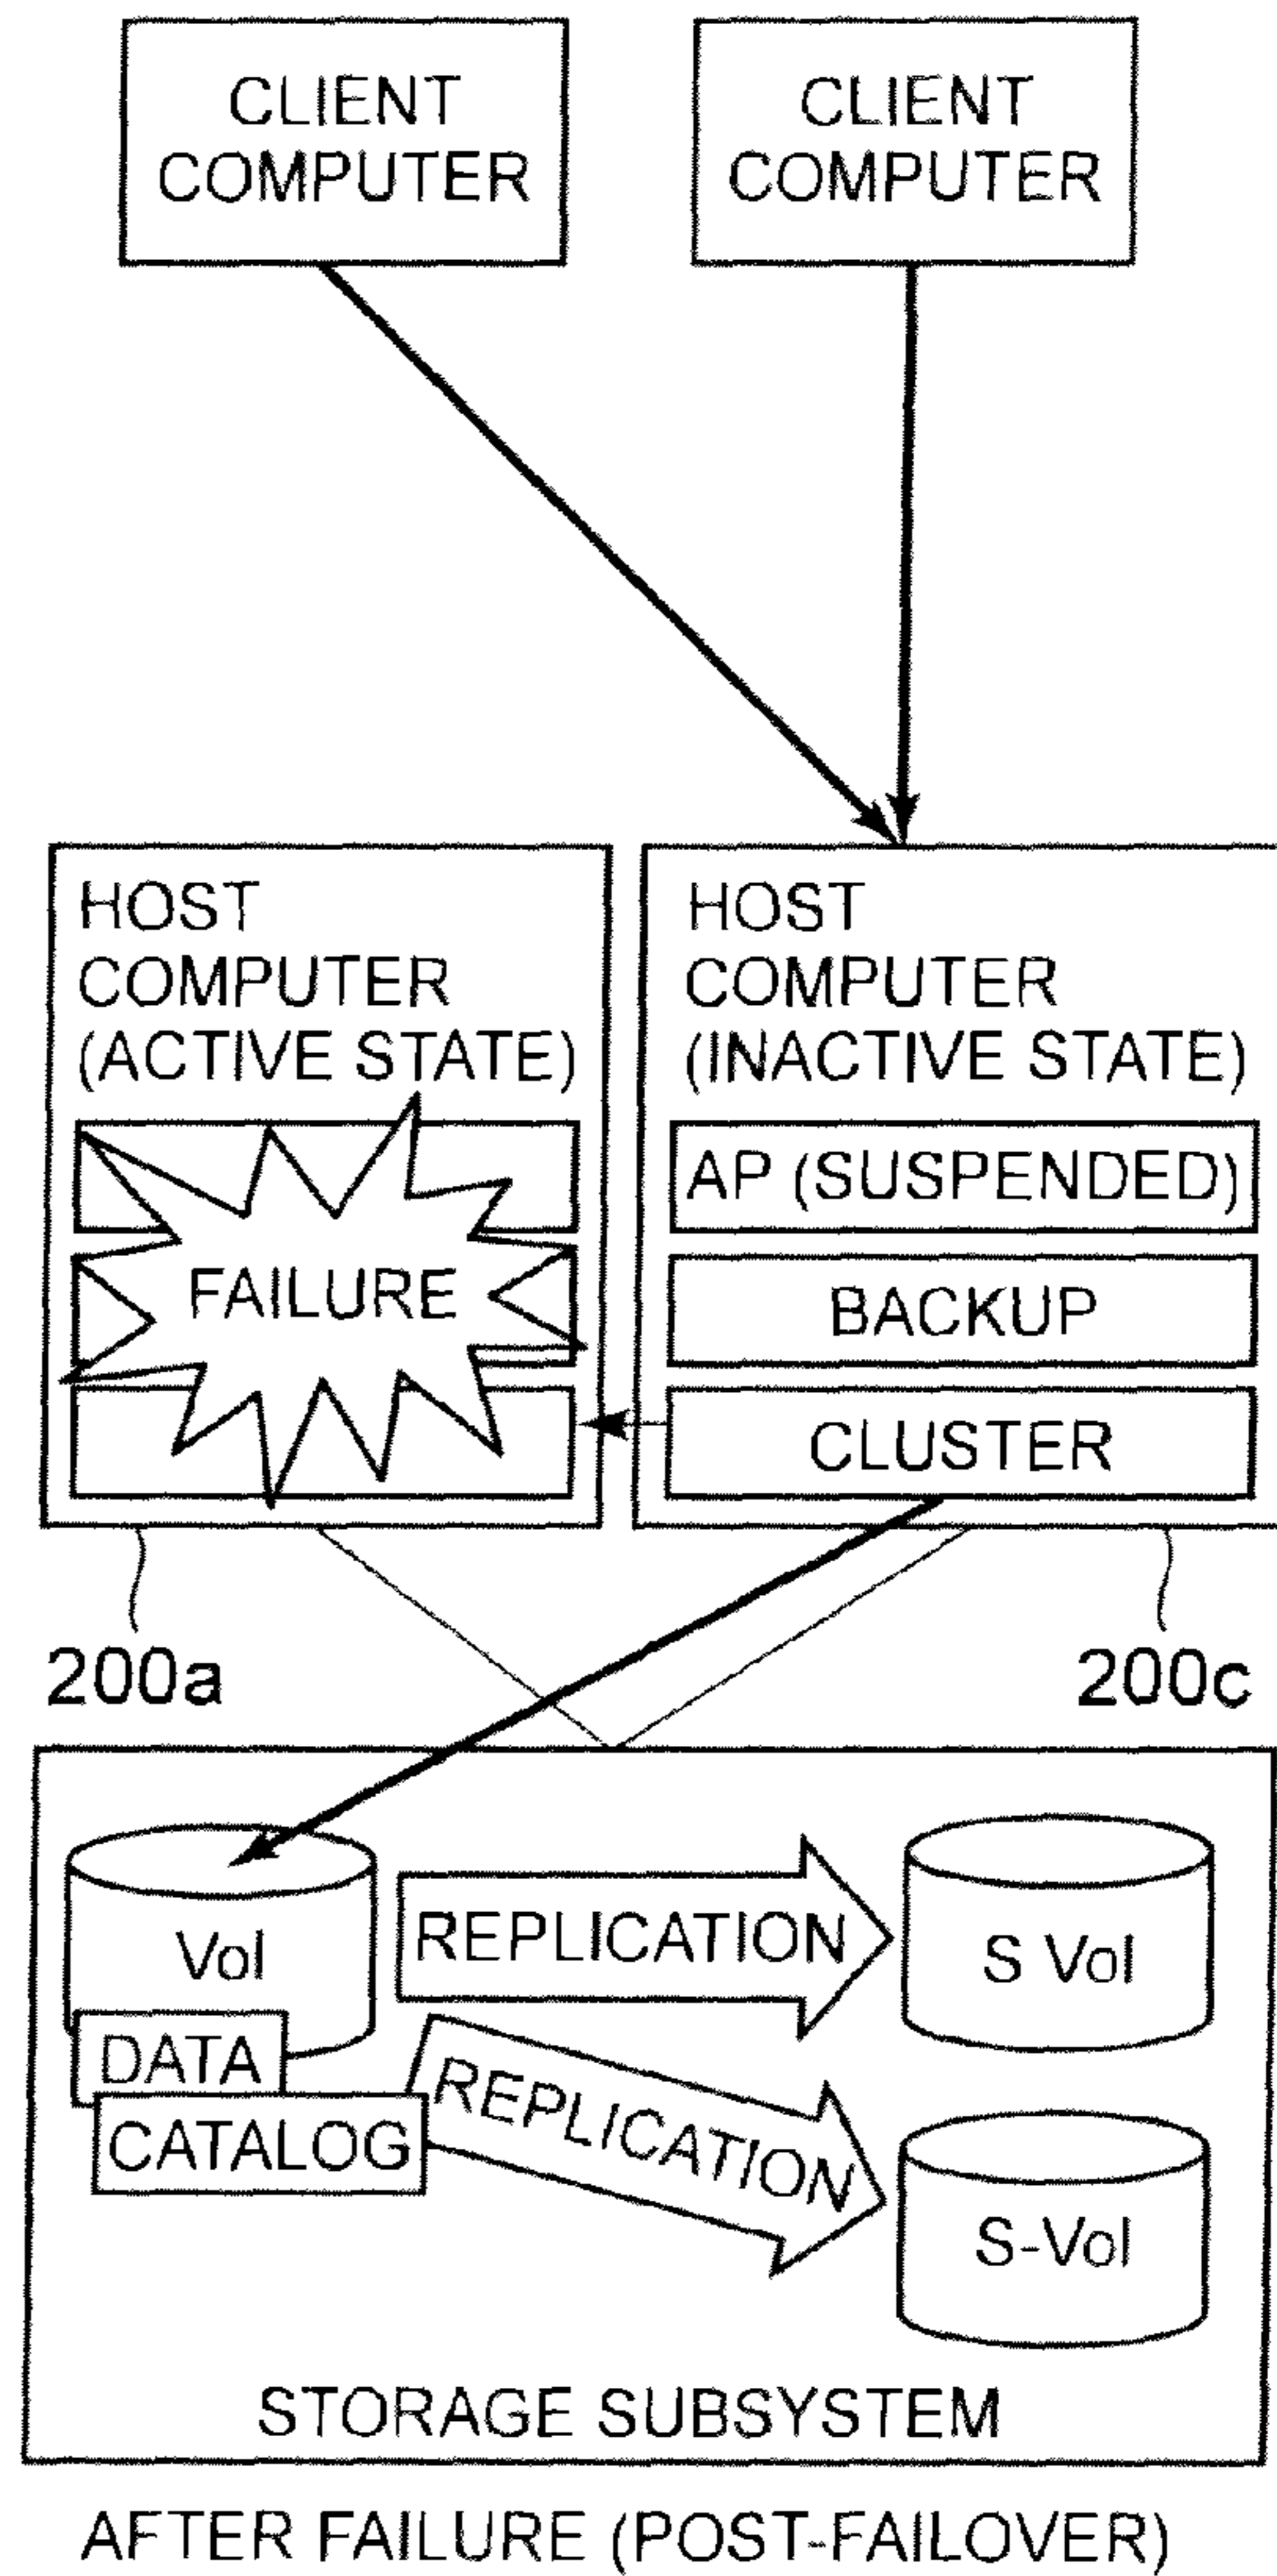 CLIENT
COMPUTER
CLIENT
COMPUTER
HOST
COMPUTER
(ACTIVE STATE)
FAILURE
HOST
COMPUTER
(INACTIVE STATE)
AP (SUSPENDED)
BACKUP
CLUSTER
200a
200c
Vol
DATA
CATALOG
REPLICATION
REPLICATION
S Vol
S-Vol
STORAGE SUBSYSTEM
AFTER FAILURE (POST-FAILOVER)